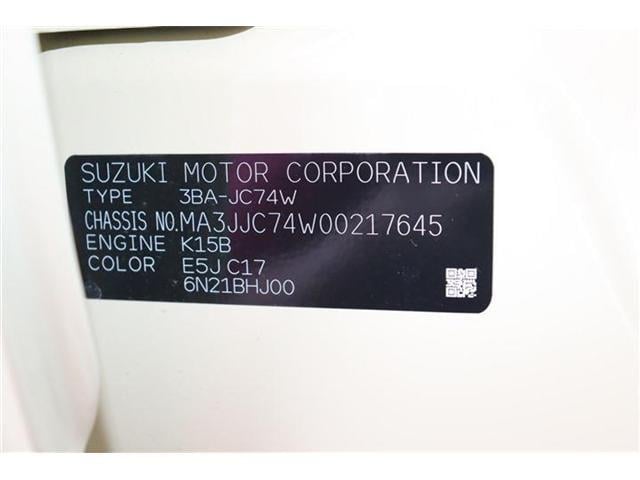 SUZUKI MOTOR CORPORATION
TYPE 3BA-JC74W
CHASSIS NO. MA3JJC74W00217645
ENGINE K15B
COLOR E5J C17
6N21BHJ00